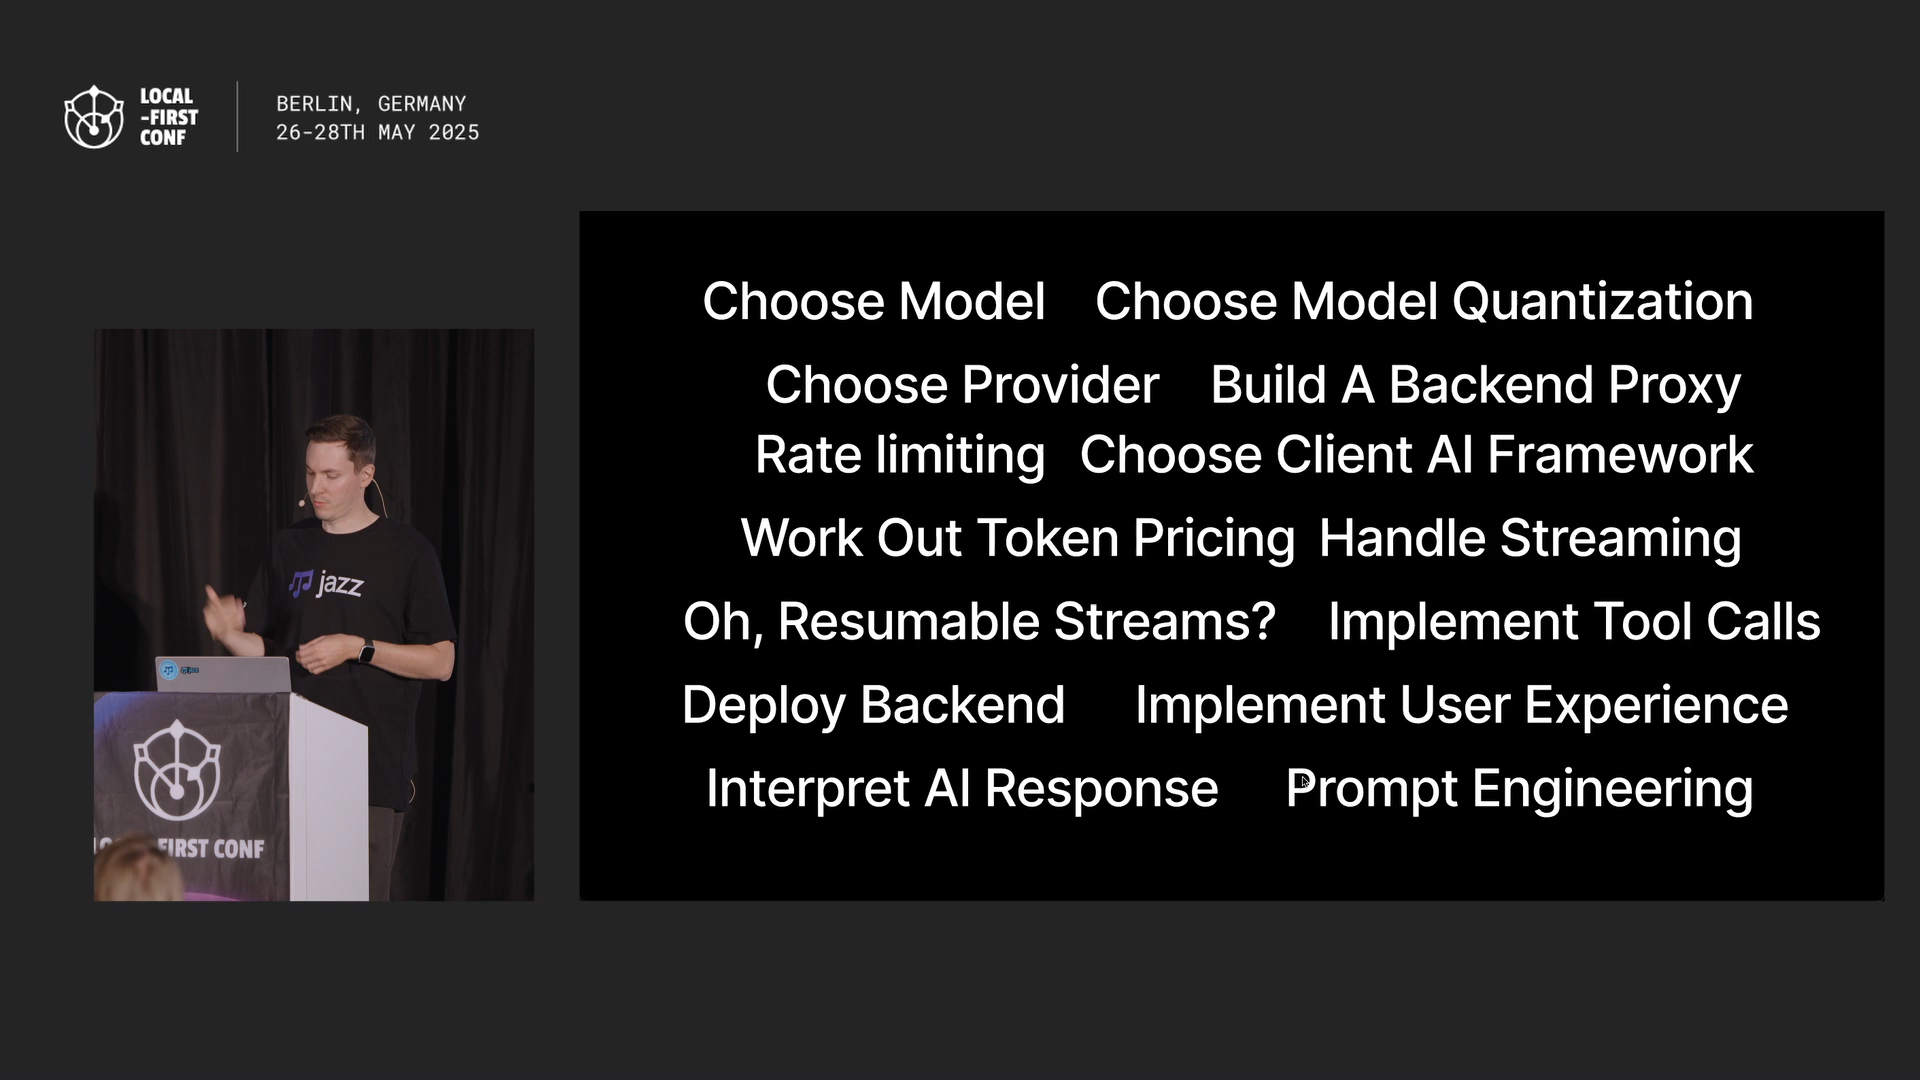 LOCAL
-FIRST
CONF
BERLIN, GERMANY
26-28TH MAY 2025
Choose Model Choose Model Quantization
Choose Provider Build A Backend Proxy
Rate limiting Choose Client AI Framework
Work Out Token Pricing Handle Streaming
Oh, Resumable Streams? Implement Tool Calls
Deploy Backend Implement User Experience
Interpret AI Response Prompt Engineering
jazz
FIRST CONF